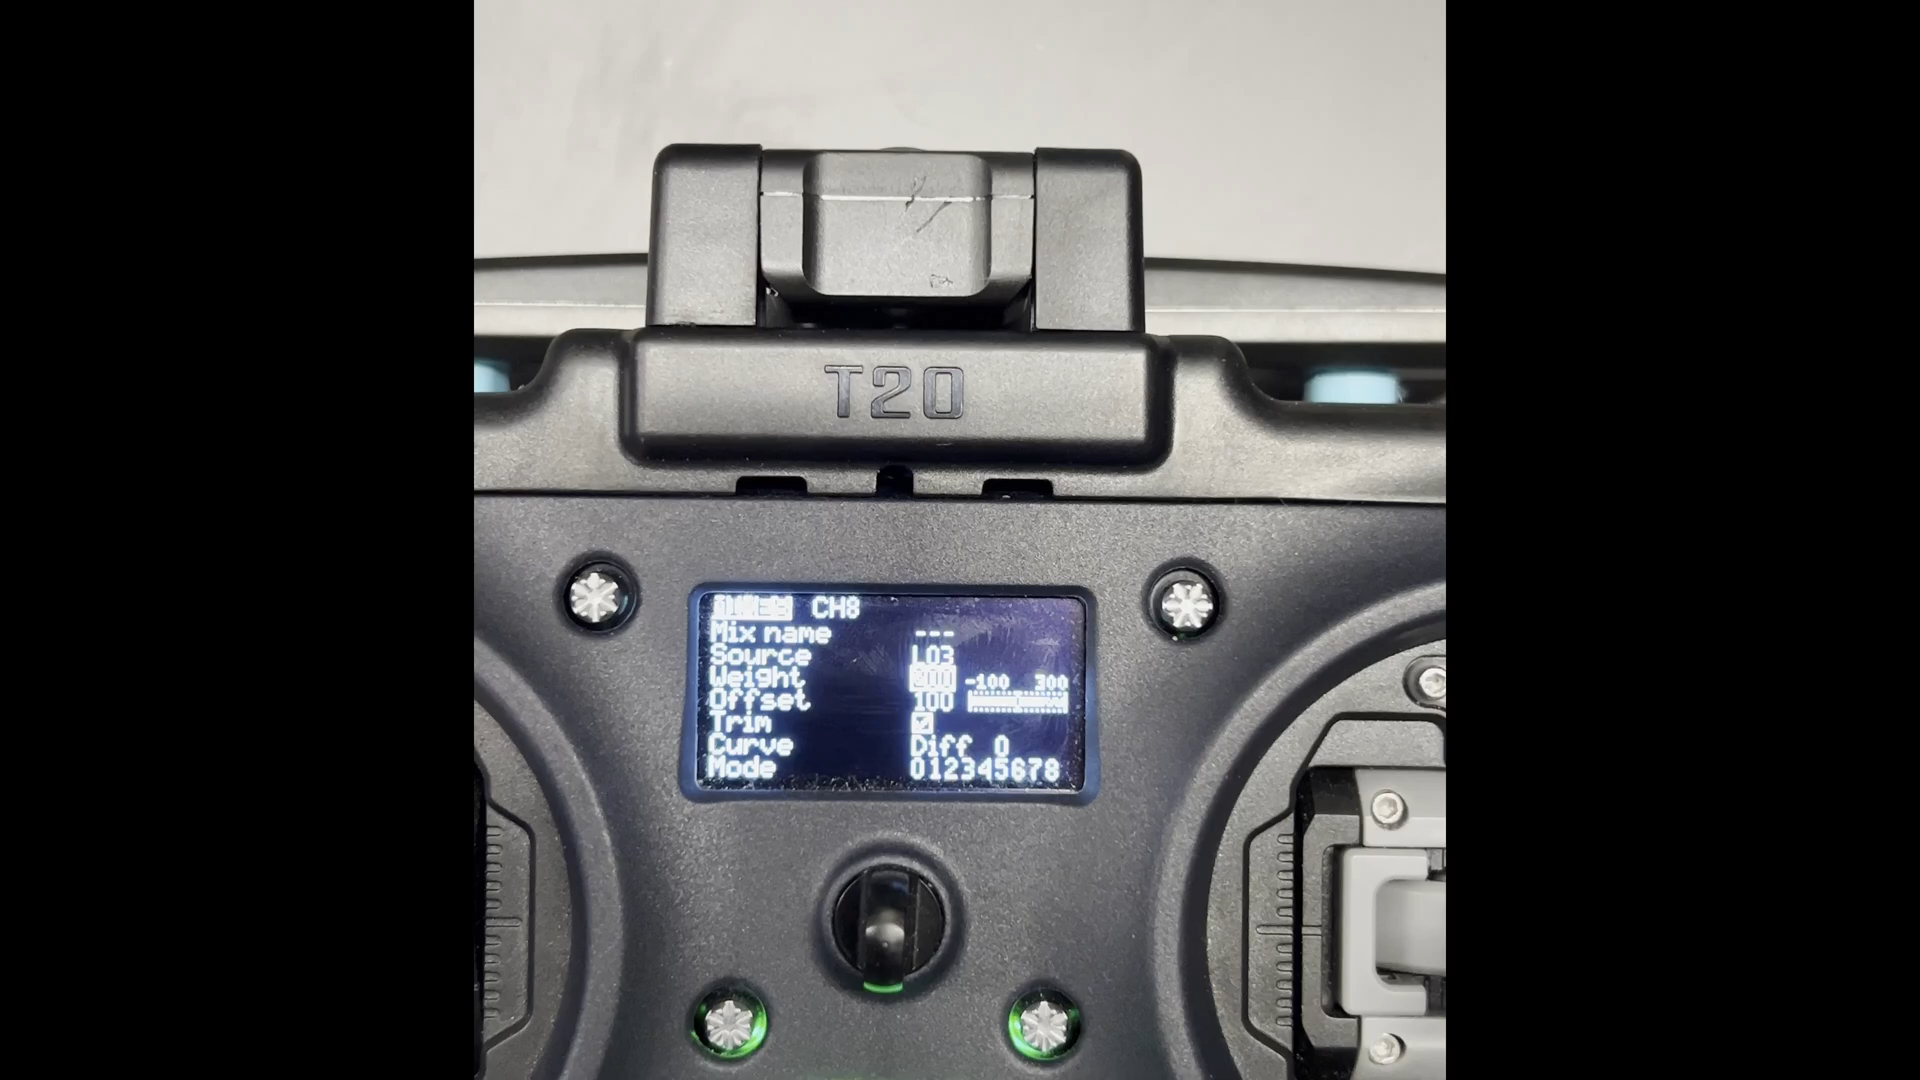 T20
CH8
Mix name ---
Source L03
Weight 200 -100 300
Offset 100
Trim
Curve Diff 0
Mode 012345678